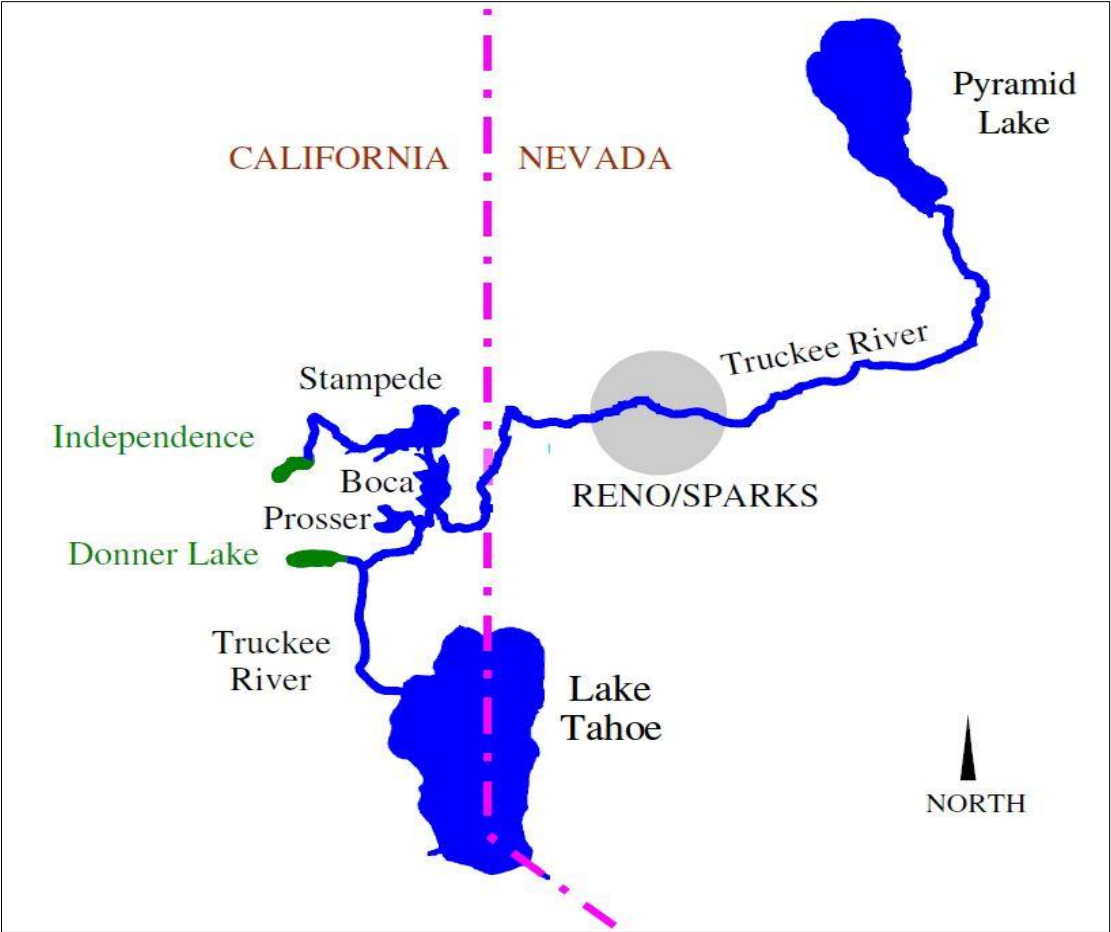 Pyramid
Lake
CALIFORNIA
NEVADA
Truckee River
Stampede
Independence
Boca
RENO/SPARKS
Prosser
Donner Lake
Truckee
River
Lake
Tahoe
NORTH